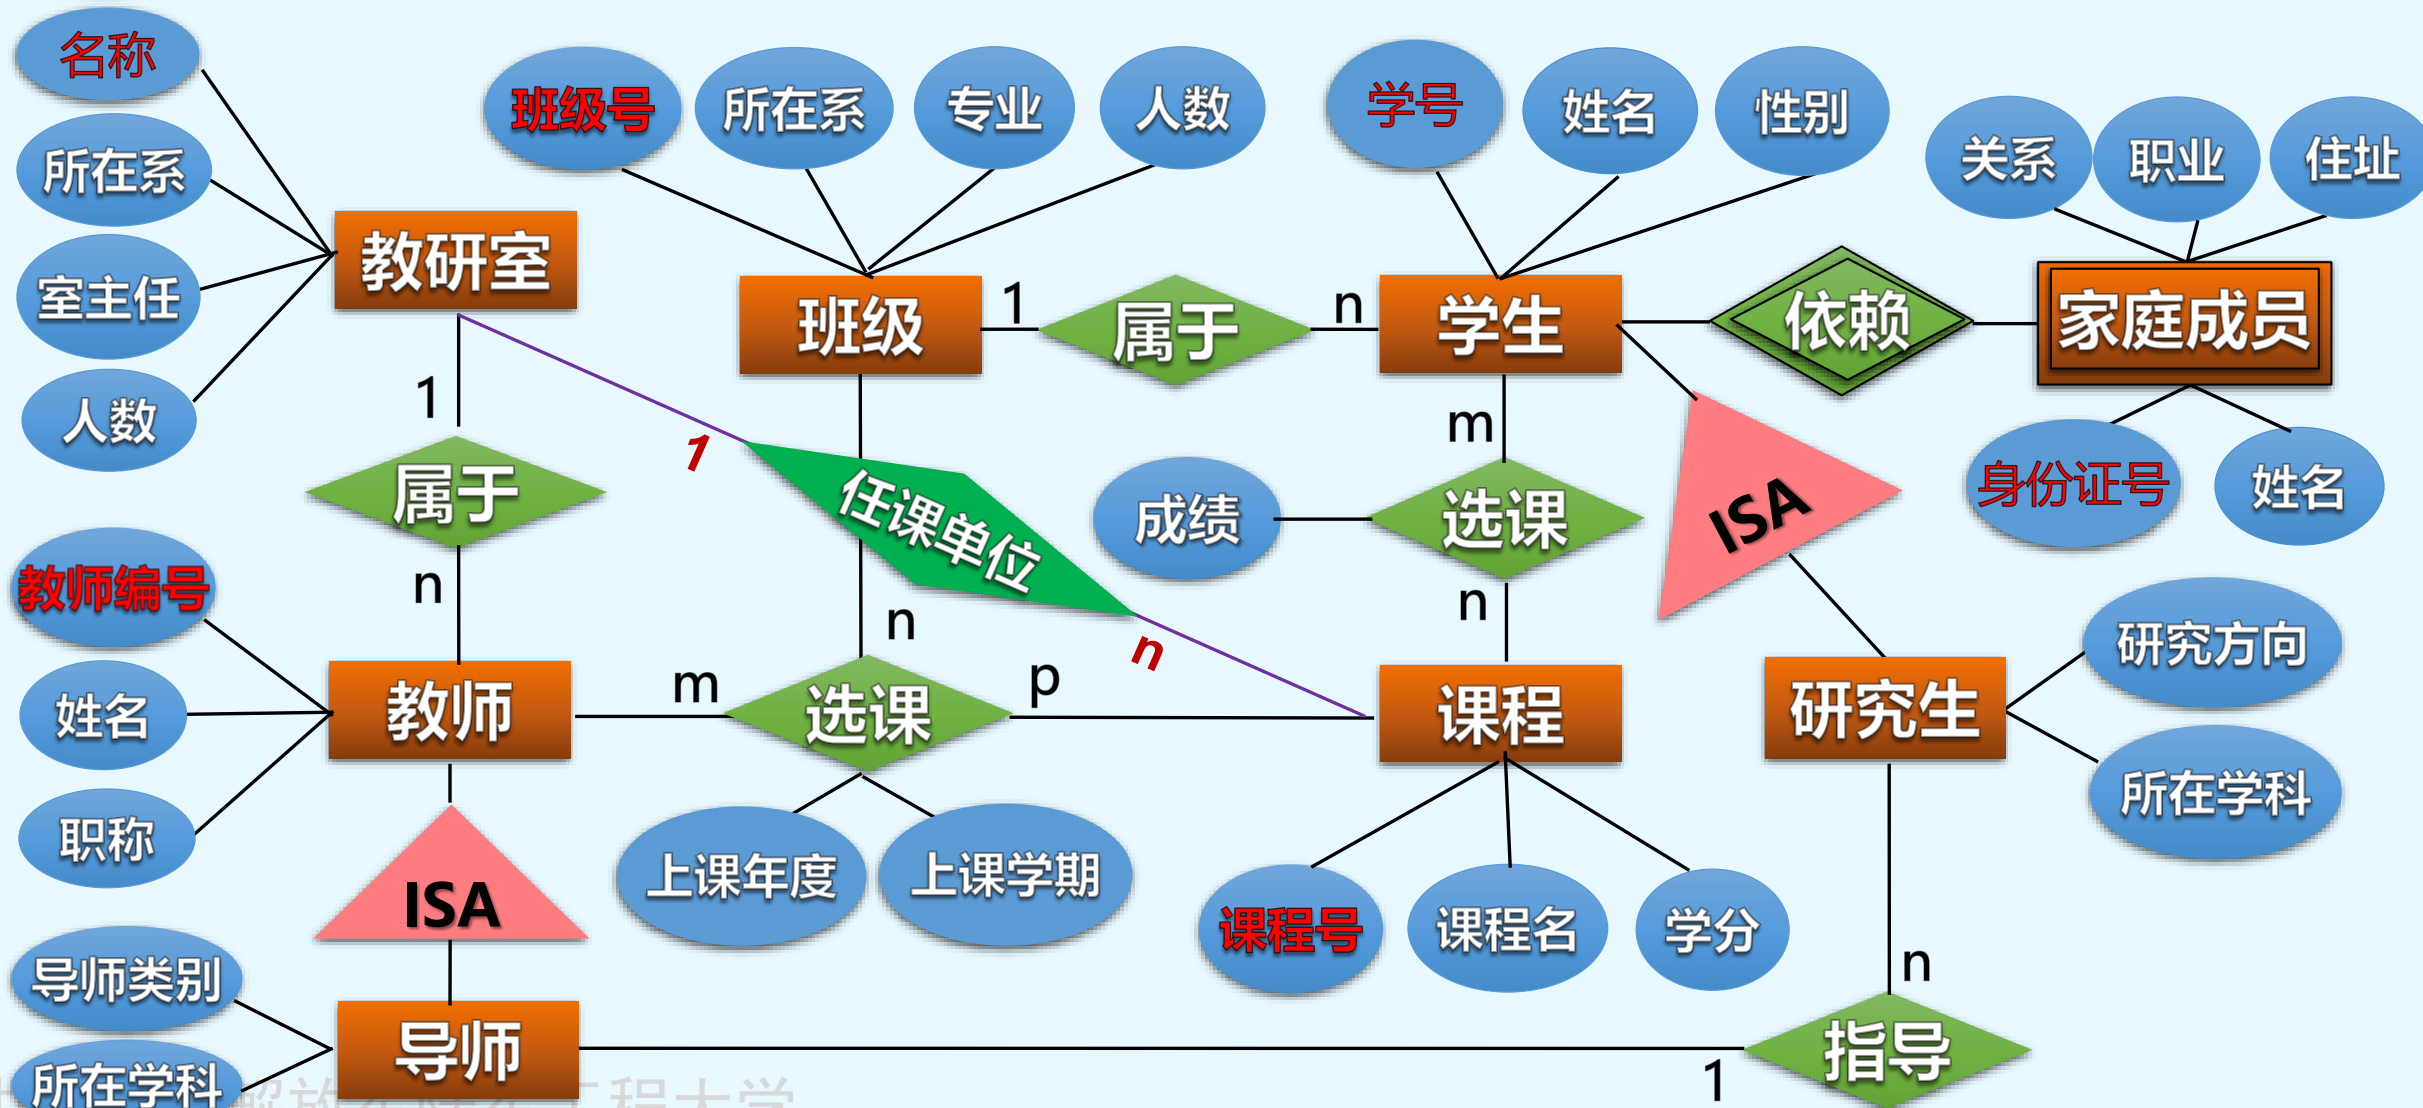 名称
班级号 所在系 专业 人数
学号 姓名 性别
关系 职业 住址
所在系
教研室
室主任
班级 1 属于 n 学生 依赖 家庭成员
人数
1
1
m
属于
任课单位
成绩 选课
ISA
身份证号 姓名
n
n
n
n
教师编号
研究方向
姓名 教师 m 选课 p 课程 研究生
职称
所在学科
ISA
上课年度 上课学期
课程号 课程名 学分
导师类别
n
导师
指导
1
所在学科
工程大学